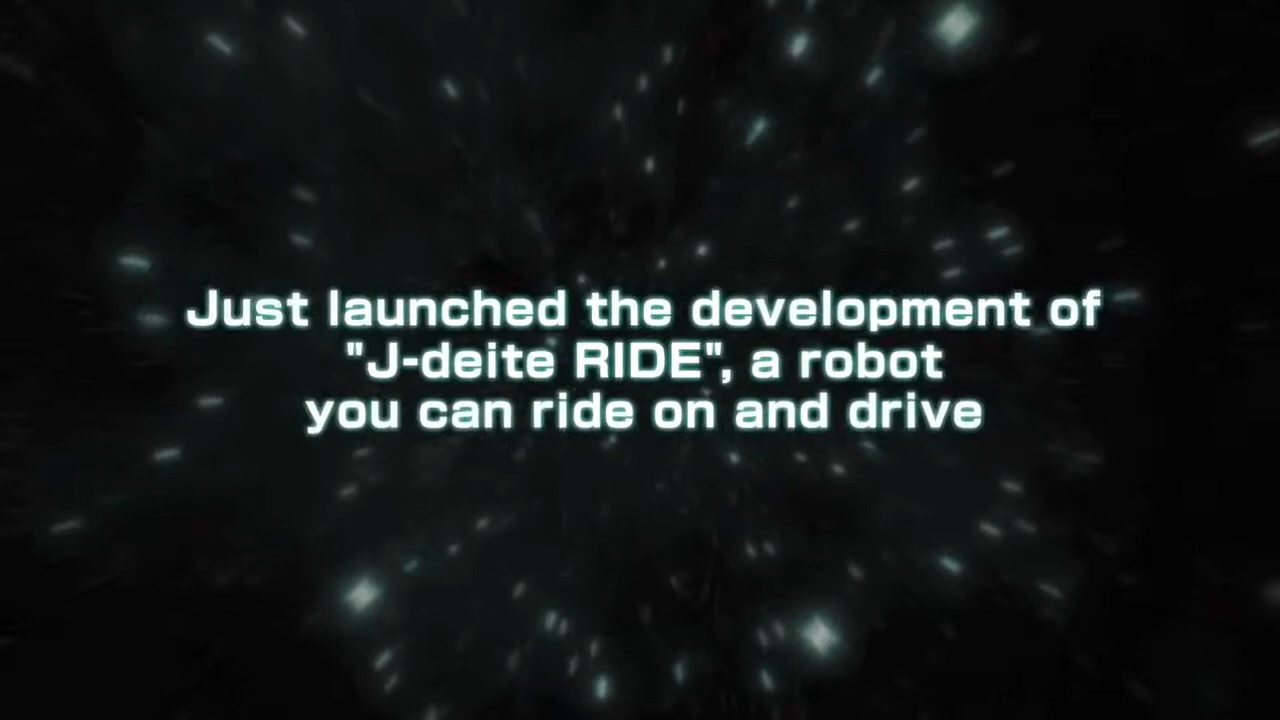 Just launched the development of
"J-deite RIDE", a robot
you can ride on and drive